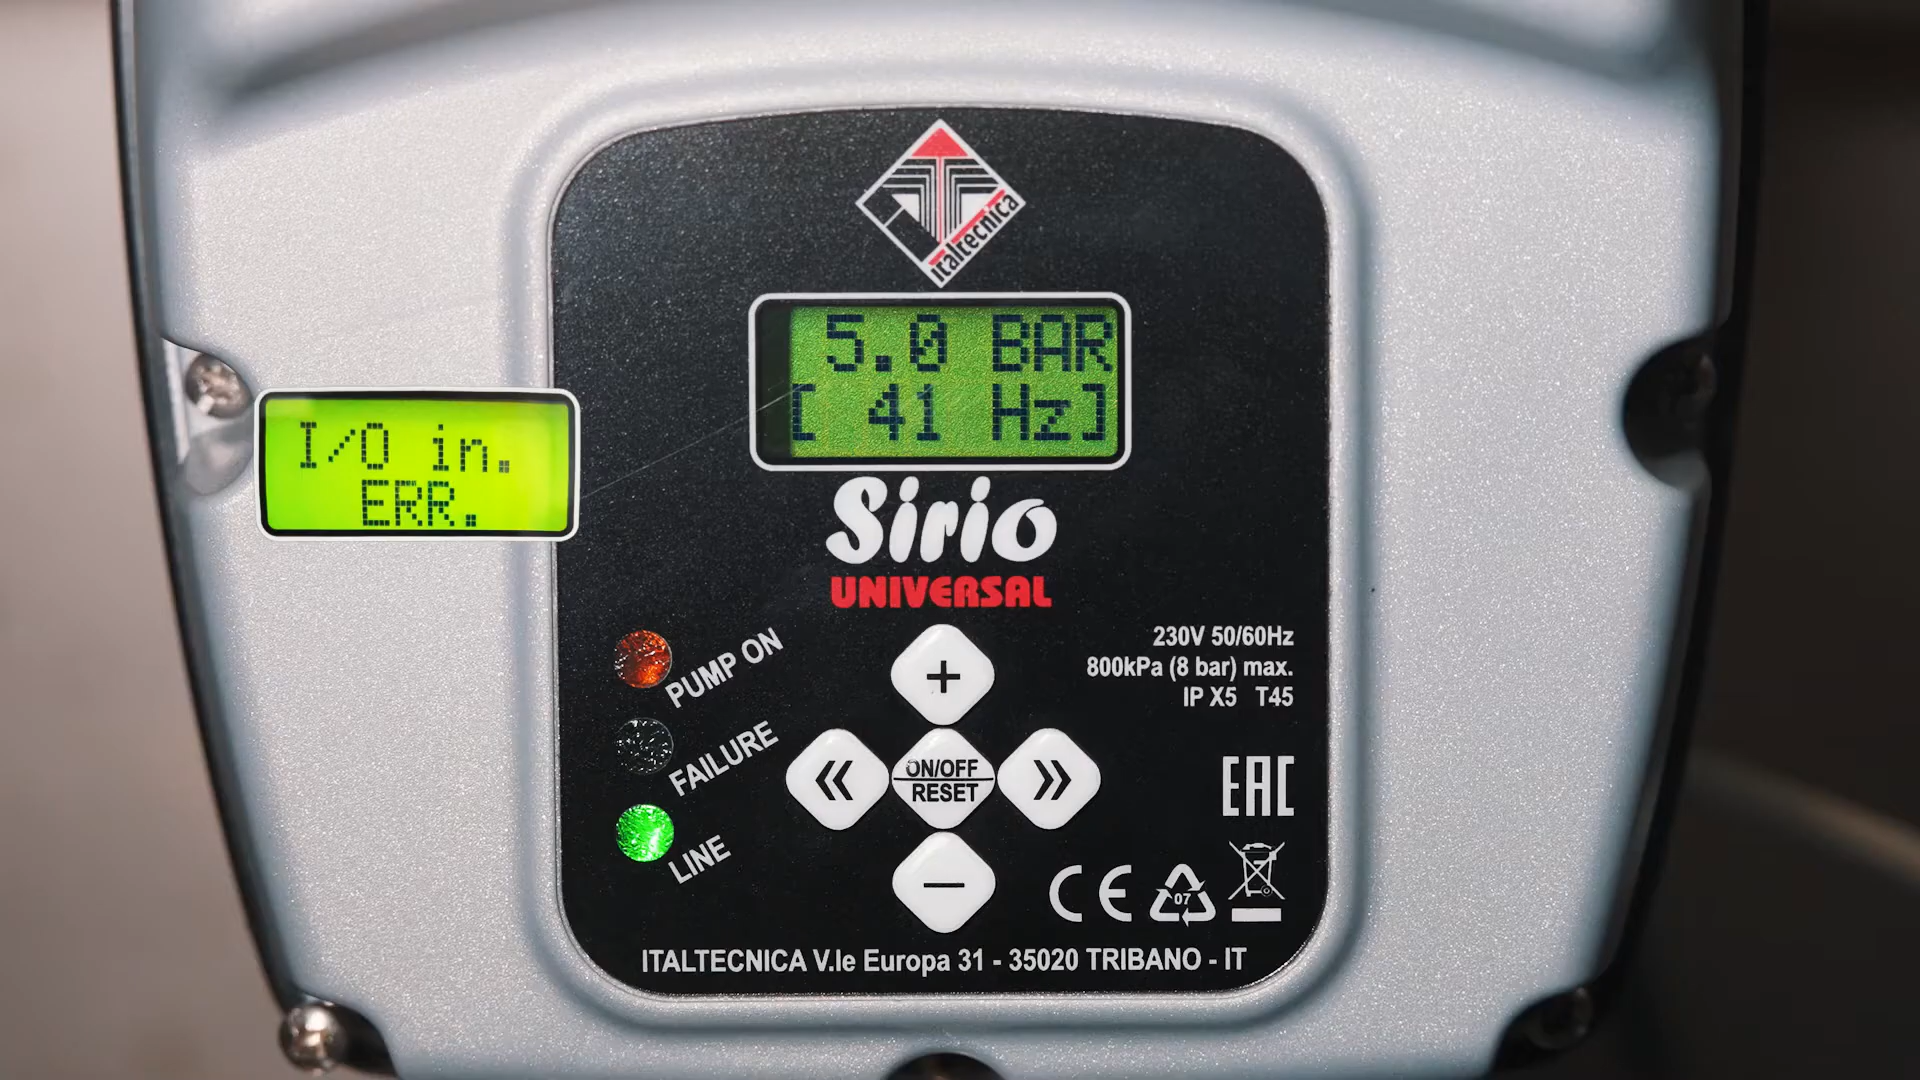 italtecnica
5.0 BAR
[ 41 Hz]
I/O in.
ERR.
Sirio
UNIVERSAL
PUMP ON
FAILURE
LINE
+
«
ON/OFF
RESET
»
−
230V 50/60Hz
800kPa (8 bar) max.
IP X5 T45
EAC
CE
07
ITALTECNICA V.le Europa 31 - 35020 TRIBANO - IT